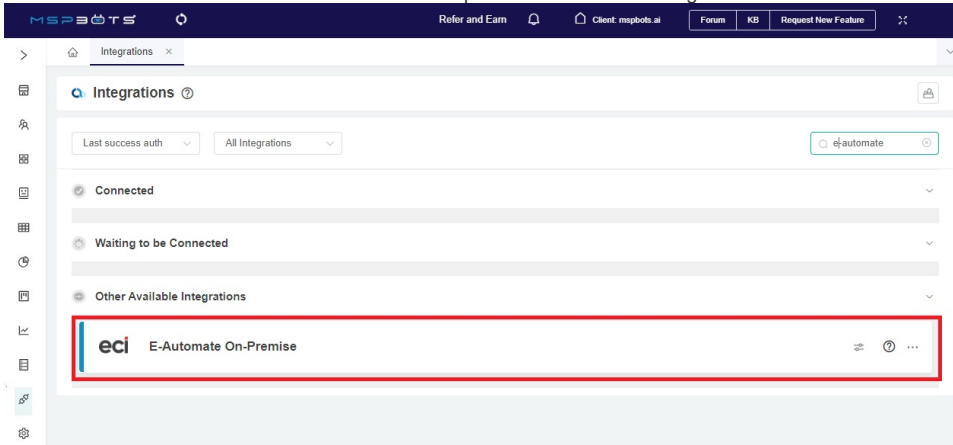 MSPBOTS
Refer and Earn
Client: mspbots.ai
Forum
KB
Request New Feature
Integrations
Integrations
Last success auth
All Integrations
e-automate
Connected
Waiting to be Connected
Other Available Integrations
eci
E-Automate On-Premise